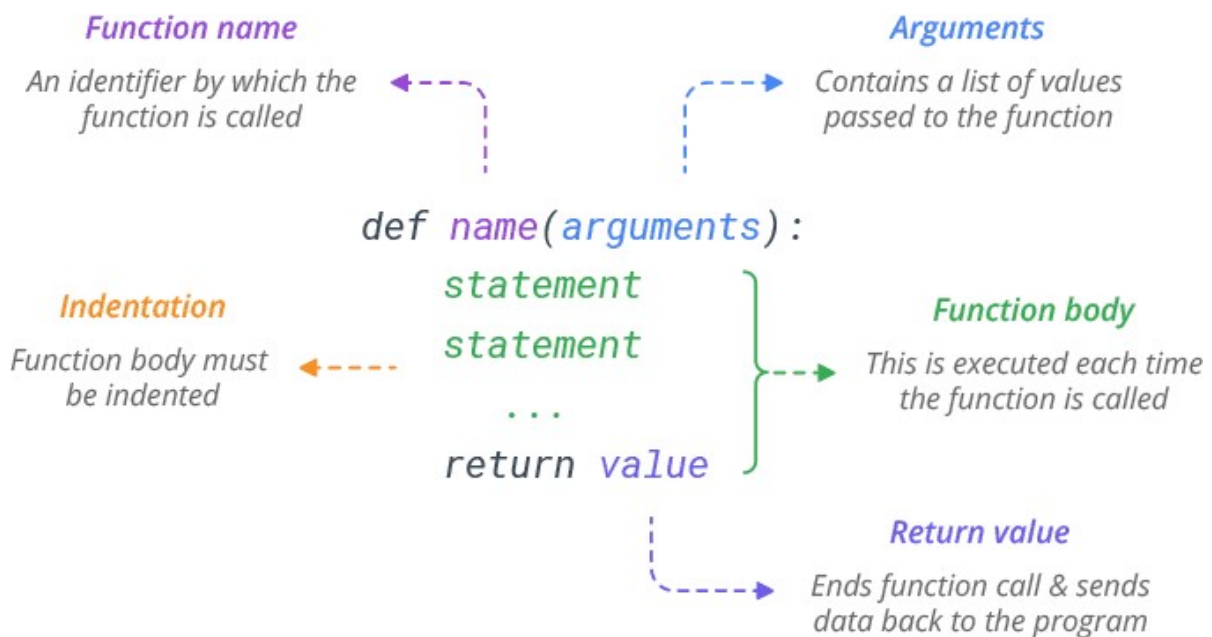 Function name
An identifier by which the
function is called
Arguments
Contains a list of values
passed to the function
def name(arguments):
statement
statement
...
return value
Indentation
Function body must
be indented
Function body
This is executed each time
the function is called
Return value
Ends function call & sends
data back to the program